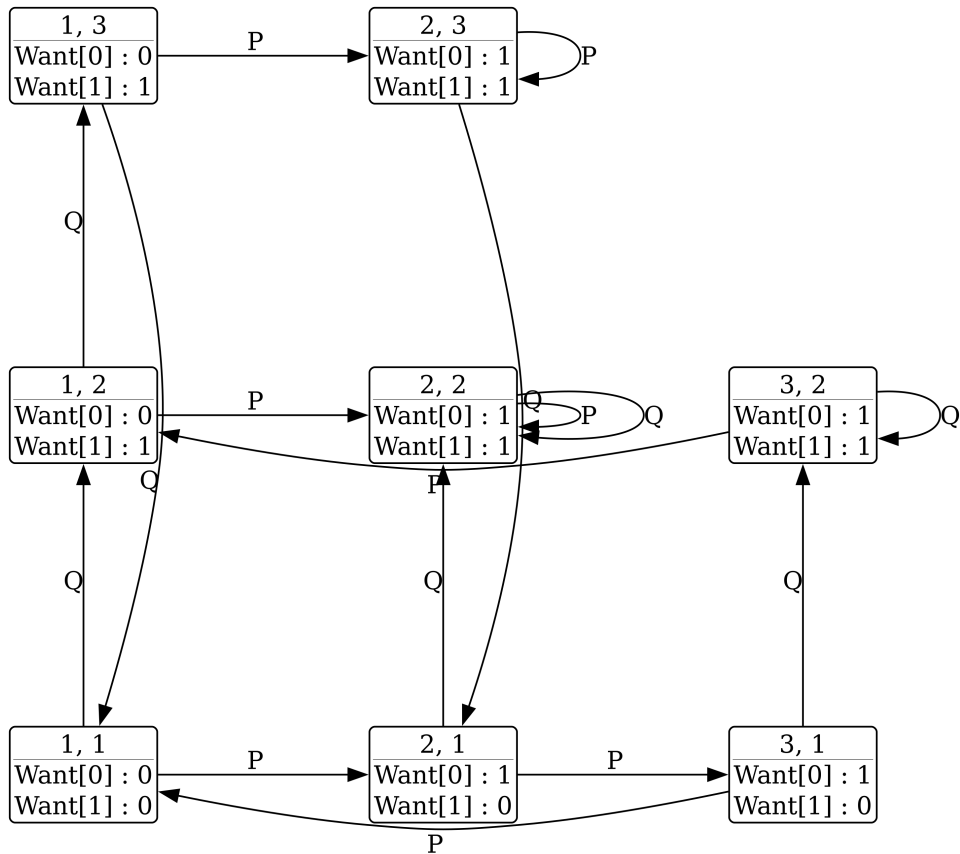 1, 3
Want[0] : 0
Want[1] : 1
P
2, 3
Want[0] : 1
Want[1] : 1
P
Q
1, 2
Want[0] : 0
Want[1] : 1
P
2, 2
Want[0] : 1
Want[1] : 1
Q
P
Q
3, 2
Want[0] : 1
Want[1] : 1
Q
Q
P
Q
Q
Q
1, 1
Want[0] : 0
Want[1] : 0
P
2, 1
Want[0] : 1
Want[1] : 0
P
3, 1
Want[0] : 1
Want[1] : 0
P